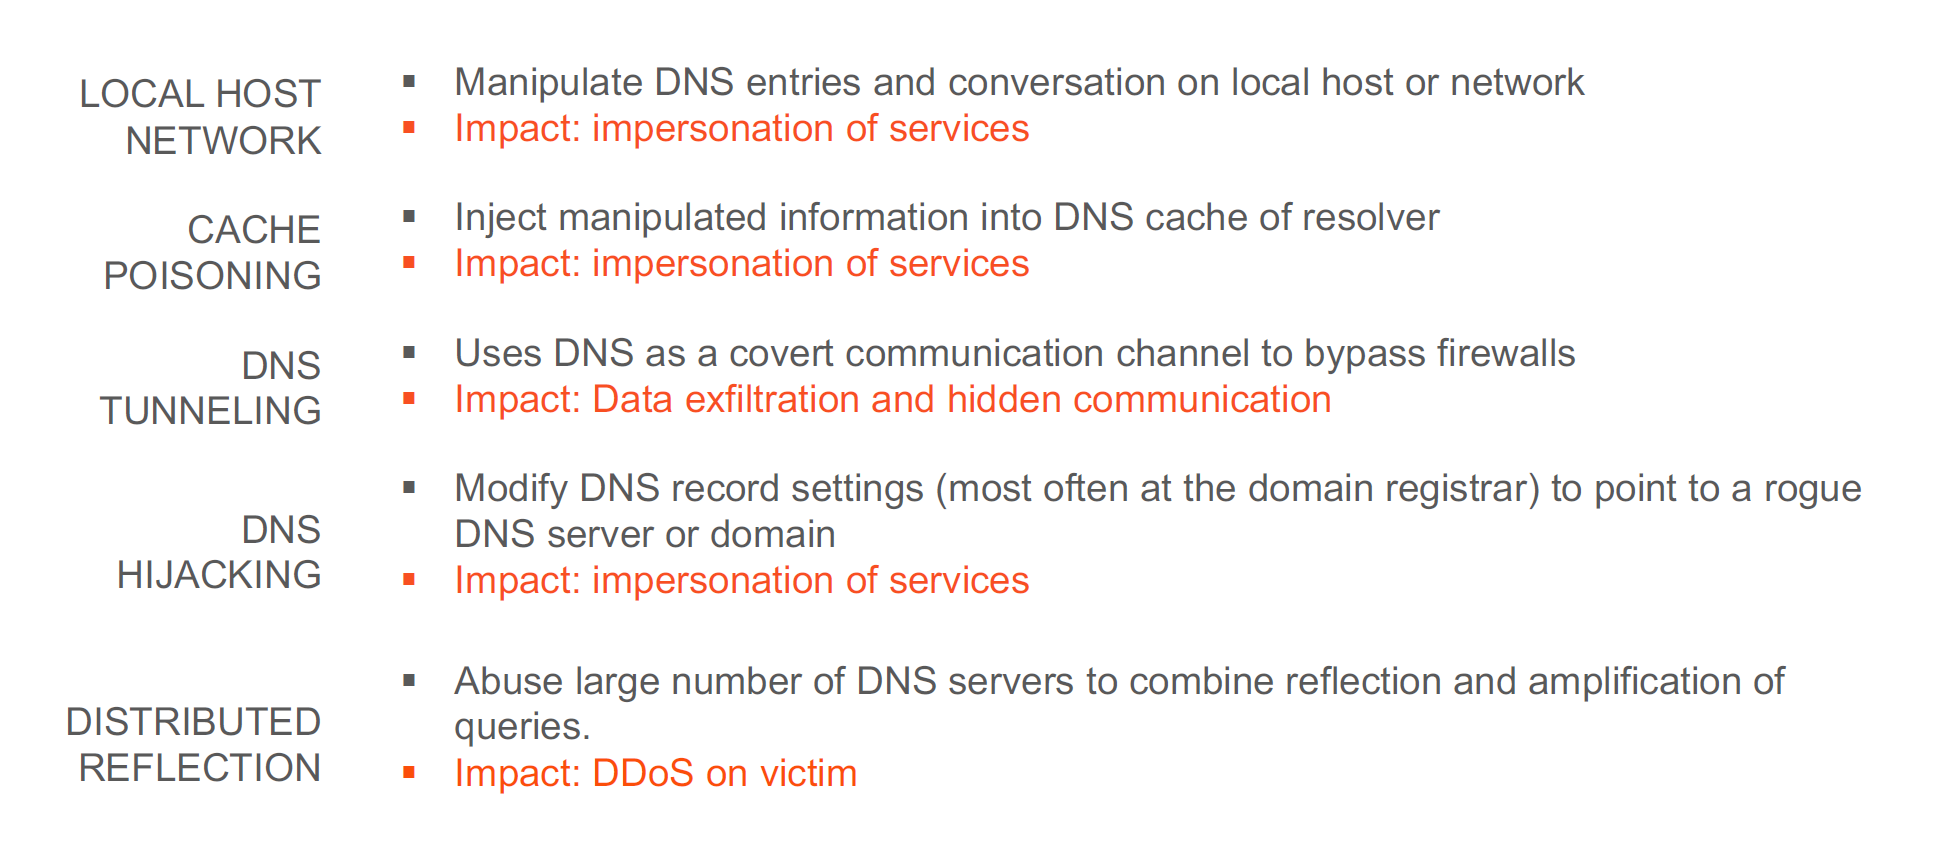 LOCAL HOST
NETWORK
▪ Manipulate DNS entries and conversation on local host or network
▪ Impact: impersonation of services
CACHE
POISONING
▪ Inject manipulated information into DNS cache of resolver
▪ Impact: impersonation of services
DNS
TUNNELING
▪ Uses DNS as a covert communication channel to bypass firewalls
▪ Impact: Data exfiltration and hidden communication
DNS
HIJACKING
▪ Modify DNS record settings (most often at the domain registrar) to point to a rogue
DNS server or domain
▪ Impact: impersonation of services
DISTRIBUTED
REFLECTION
▪ Abuse large number of DNS servers to combine reflection and amplification of
queries.
▪ Impact: DDoS on victim